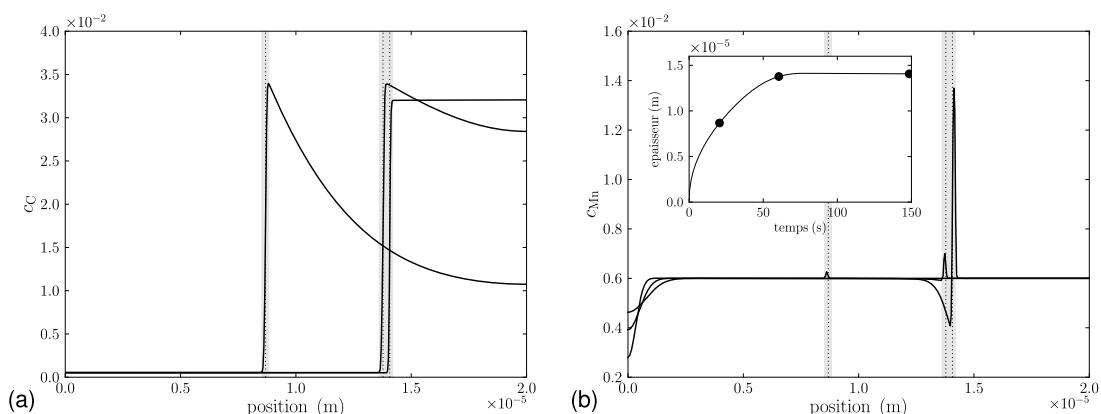 ×10⁻²
4.0
3.5
3.0
2.5
2.0
1.5
1.0
0.5
0.0
c_C
0.0 0.5 1.0 1.5 2.0
position (m)
×10⁻⁵
(a)
×10⁻²
1.6
1.4
1.2
1.0
0.8
0.6
0.4
0.2
c_Mn
0.0 0.5 1.0 1.5 2.0
position (m)
×10⁻⁵
(b)
×10⁻⁵
1.5
1.0
0.5
0.0
epaisseur (m)
0 50 100 150
temps (s)